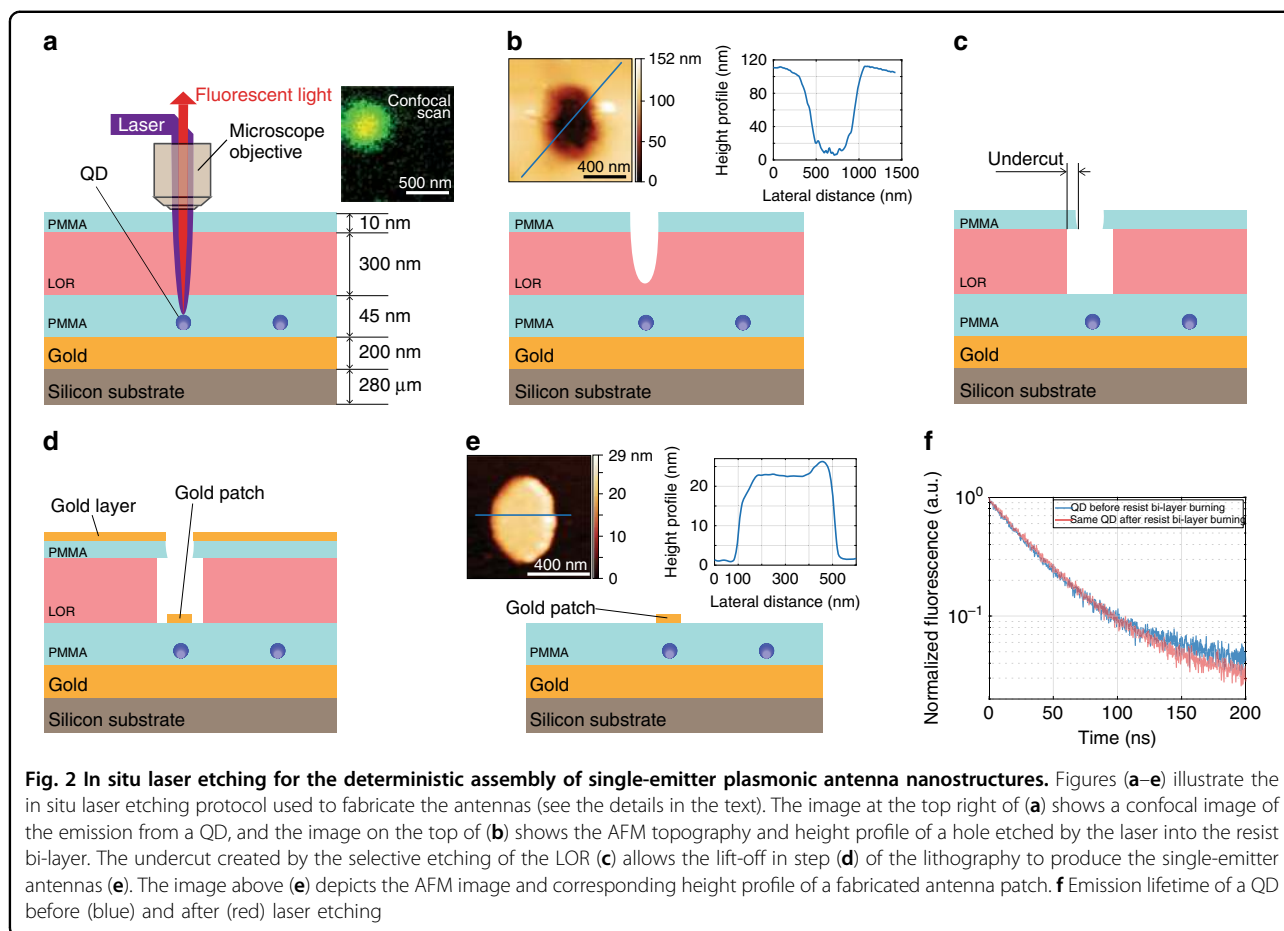 a
Fluorescent light
Laser
Microscope
objective
QD
Confocal
scan
500 nm
PMMA
10 nm
LOR
300 nm
PMMA
45 nm
Gold
200 nm
Silicon substrate
280 μm
b
152 nm
100
50
0
400 nm
Height profile (nm)
120
80
40
0
0 500 1000 1500
Lateral distance (nm)
PMMA
LOR
PMMA
Gold
Silicon substrate
c
Undercut
PMMA
LOR
PMMA
Gold
Silicon substrate
d
Gold layer
Gold patch
PMMA
LOR
PMMA
Gold
Silicon substrate
e
29 nm
20
10
0
400 nm
Height profile (nm)
20
10
0
0 100 300 500
Lateral distance (nm)
Gold patch
PMMA
Gold
Silicon substrate
f
Normalized fluorescence (a.u.)
10⁰
10⁻¹
QD before resist bi-layer burning
Same QD after resist bi-layer burning
0 50 100 150 200
Time (ns)
Fig. 2 In situ laser etching for the deterministic assembly of single-emitter plasmonic antenna nanostructures. Figures (a–e) illustrate the
in situ laser etching protocol used to fabricate the antennas (see the details in the text). The image at the top right of (a) shows a confocal image of
the emission from a QD, and the image on the top of (b) shows the AFM topography and height profile of a hole etched by the laser into the resist
bi-layer. The undercut created by the selective etching of the LOR (c) allows the lift-off in step (d) of the lithography to produce the single-emitter
antennas (e). The image above (e) depicts the AFM image and corresponding height profile of a fabricated antenna patch. f Emission lifetime of a QD
before (blue) and after (red) laser etching